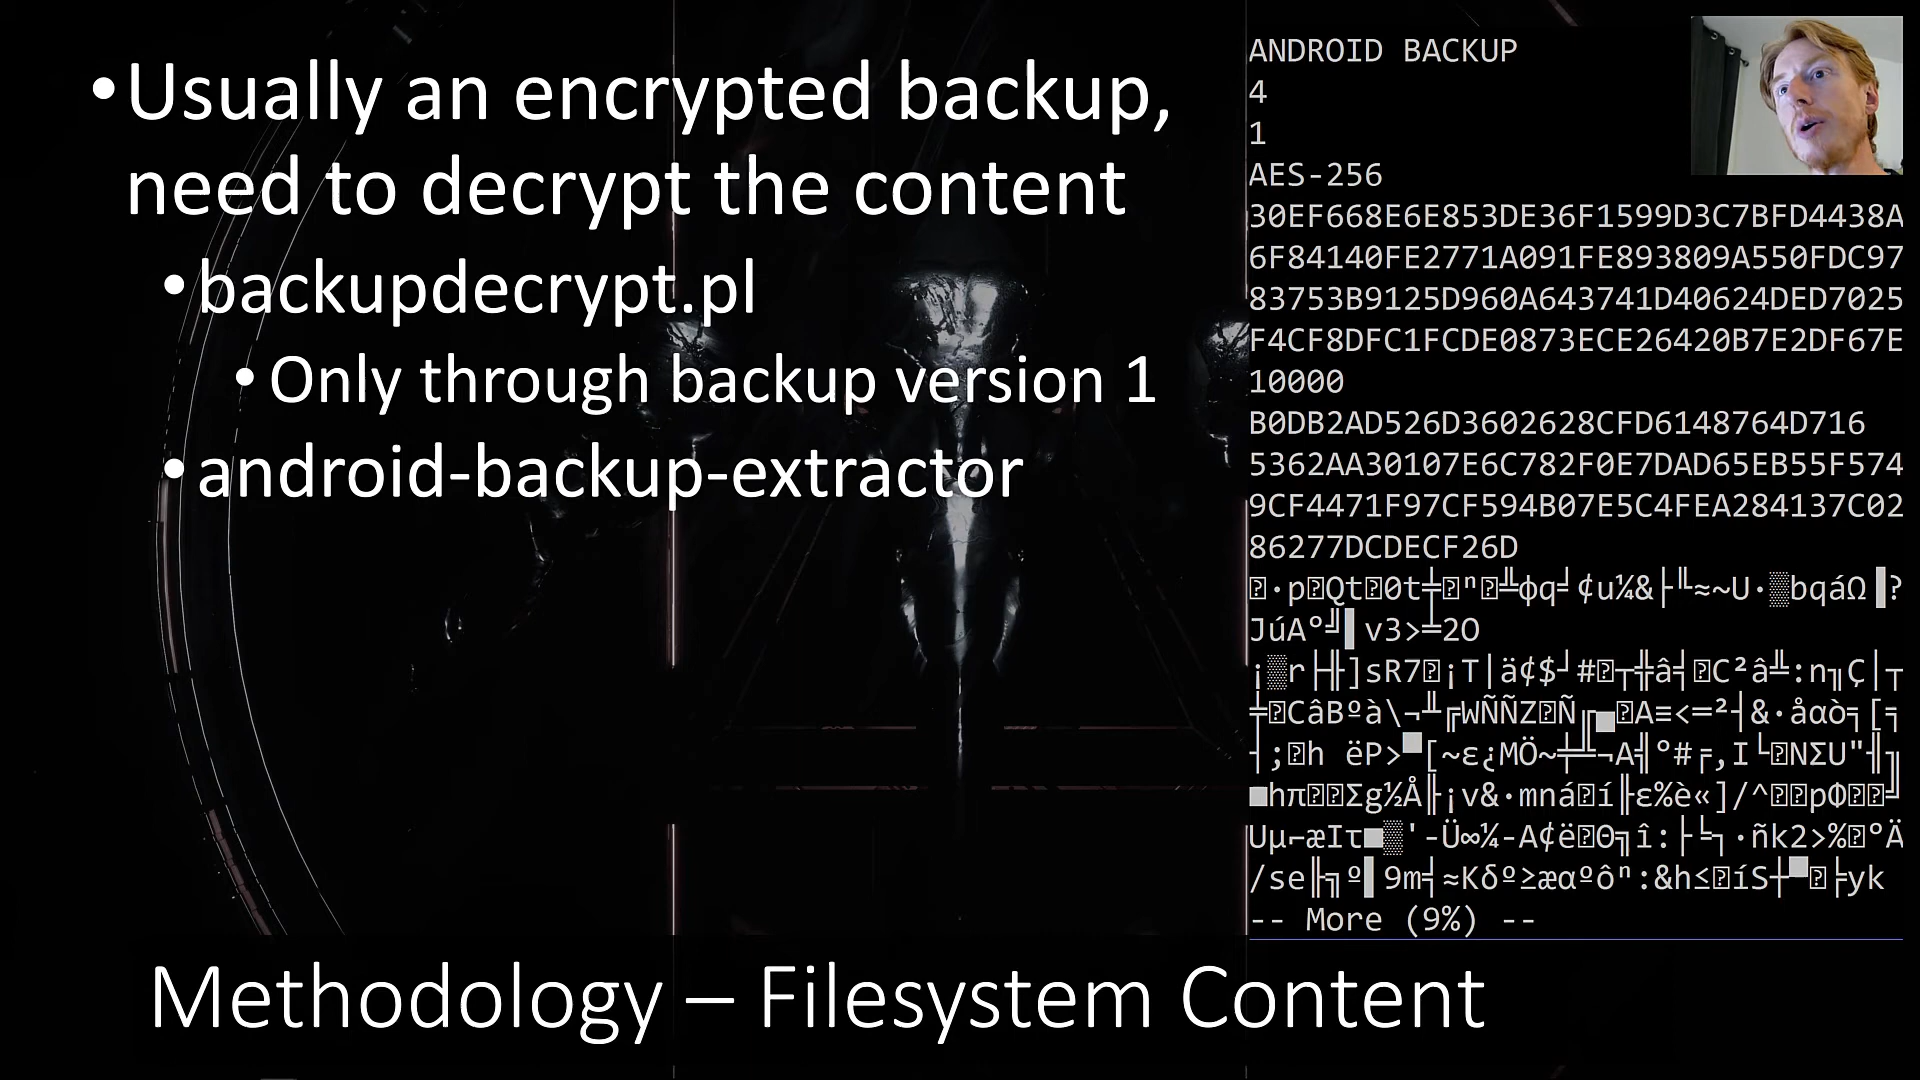 •Usually an encrypted backup,
need to decrypt the content
•backupdecrypt.pl
•Only through backup version 1
•android-backup-extractor
ANDROID BACKUP
4
1
AES-256
30EF668E6E853DE36F1599D3C7BFD4438A
6F84140FE2771A091FE893809A550FDC97
83753B9125D960A643741D40624DED7025
F4CF8DFC1FCDE0873ECE26420B7E2DF67E
10000
B0DB2AD526D3602628CFD6148764D716
5362AA30107E6C782F0E7DAD65EB55F574
9CF4471F97CF594B07E5C4FEA284137C02
86277DCDECF26D
-- More (9%) --
Methodology – Filesystem Content